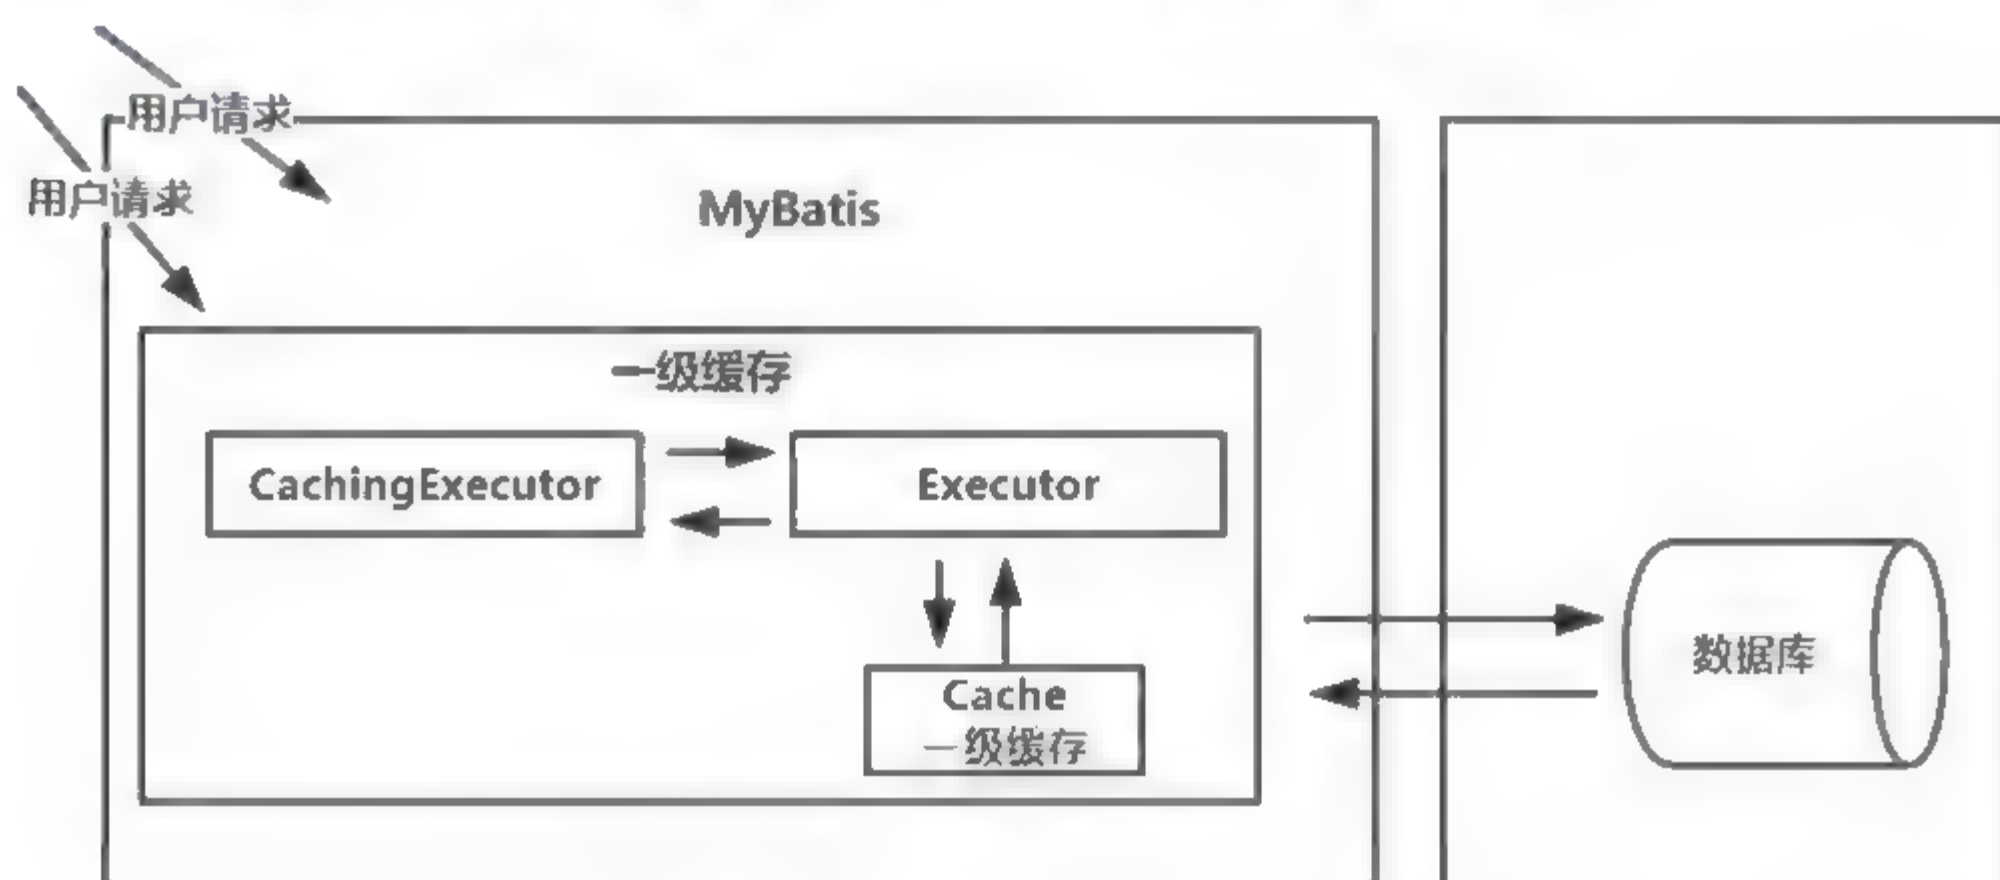 用户请求
用户请求
MyBatis
一级缓存
CachingExecutor
Executor
Cache
一级缓存
数据库